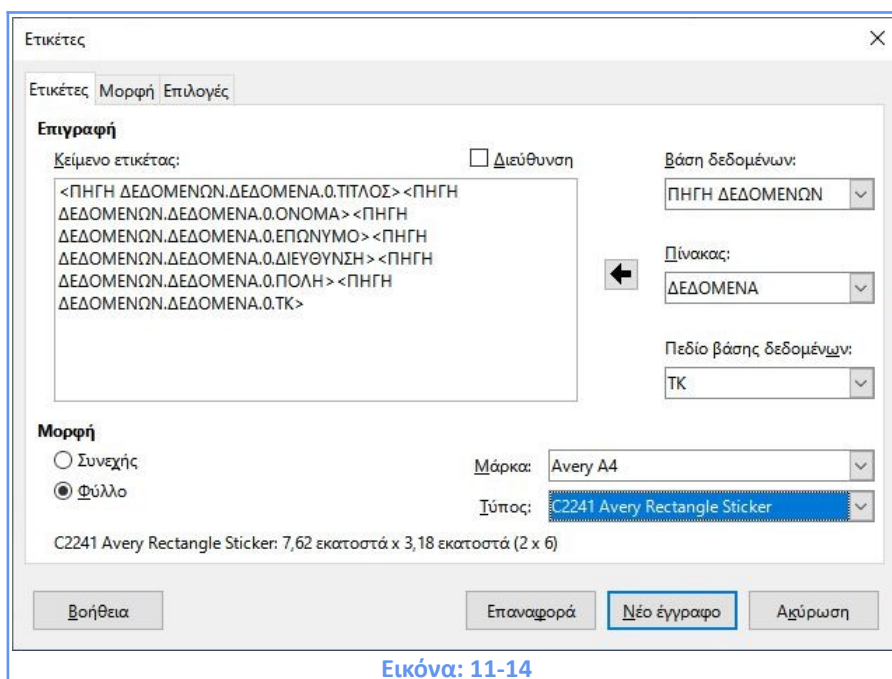 Ετικέτες
Ετικέτες Μορφή Επιλογές
Επιγραφή
Κείμενο ετικέτας:
Διεύθυνση
<ΠΗΓΗ ΔΕΔΟΜΕΝΩΝ.ΔΕΔΟΜΕΝΑ.0.ΤΙΤΛΟΣ><ΠΗΓΗ
ΔΕΔΟΜΕΝΩΝ.ΔΕΔΟΜΕΝΑ.0.ΟΝΟΜΑ><ΠΗΓΗ
ΔΕΔΟΜΕΝΩΝ.ΔΕΔΟΜΕΝΑ.0.ΕΠΩΝΥΜΟ><ΠΗΓΗ
ΔΕΔΟΜΕΝΩΝ.ΔΕΔΟΜΕΝΑ.0.ΔΙΕΥΘΥΝΣΗ><ΠΗΓΗ
ΔΕΔΟΜΕΝΩΝ.ΔΕΔΟΜΕΝΑ.0.ΠΟΛΗ><ΠΗΓΗ
ΔΕΔΟΜΕΝΩΝ.ΔΕΔΟΜΕΝΑ.0.ΤΚ>
Βάση δεδομένων:
ΠΗΓΗ ΔΕΔΟΜΕΝΩΝ
Πίνακας:
ΔΕΔΟΜΕΝΑ
Πεδίο βάσης δεδομένων:
ΤΚ
Μορφή
Συνεχής
Φύλλο
Μάρκα: Avery A4
Τύπος: C2241 Avery Rectangle Sticker
C2241 Avery Rectangle Sticker: 7,62 εκατοστά x 3,18 εκατοστά (2 x 6)
Βοήθεια Επαναφορά Νέο έγγραφο Ακύρωση
Εικόνα: 11-14